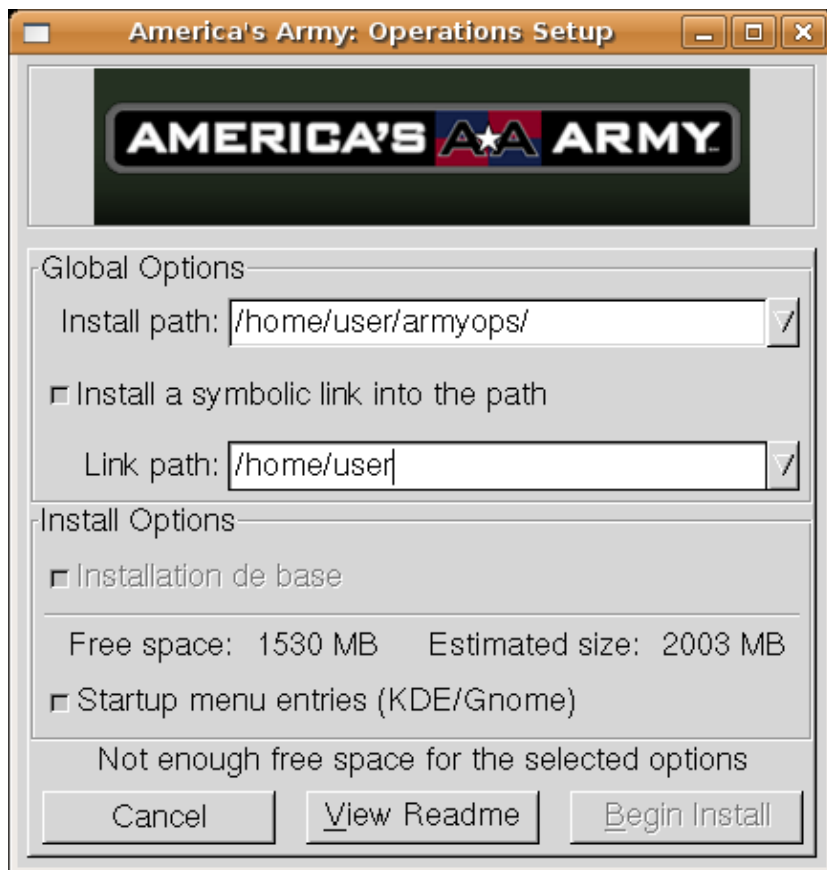 America's Army: Operations Setup
AMERICA'S AA ARMY
Global Options
Install path: /home/user/armyops/
Install a symbolic link into the path
Link path: /home/user
Install Options
Installation de base
Free space: 1530 MB Estimated size: 2003 MB
Startup menu entries (KDE/Gnome)
Not enough free space for the selected options
Cancel View Readme Begin Install